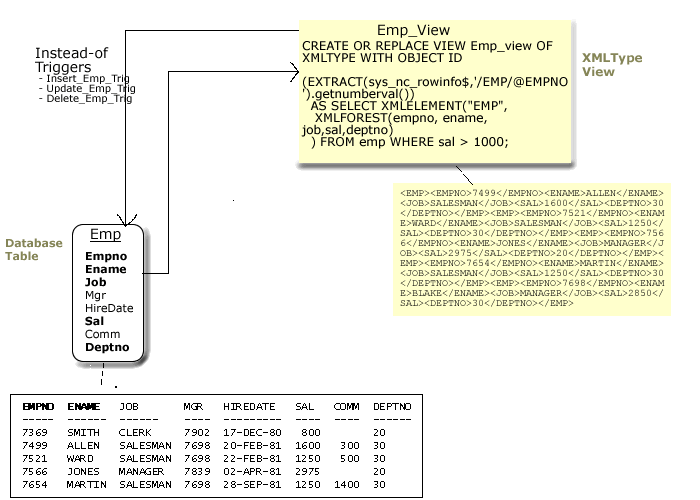 Emp_View
CREATE OR REPLACE VIEW Emp_view OF
XMLTYPE WITH OBJECT ID
(EXTRACT(sys_nc_rowinfo$,'/EMP/@EMPNO
').getnumberval())
AS SELECT XMLELEMENT("EMP",
XMLFOREST(empno, ename,
job,sal,deptno)
) FROM emp WHERE sal > 1000;
XMLType
View
Instead-of
Triggers
- Insert_Emp_Trig
- Update_Emp_Trig
- Delete_Emp_Trig
<EMP><EMPNO>7499</EMPNO><ENAME>ALLEN</ENAME>
<JOB>SALESMAN</JOB><SAL>1600</SAL><DEPTNO>30
</DEPTNO></EMP><EMP><EMPNO>7521</EMPNO><ENAM
E>WARD</ENAME><JOB>SALESMAN</JOB><SAL>1250</
SAL><DEPTNO>30</DEPTNO></EMP><EMP><EMPNO>756
6</EMPNO><ENAME>JONES</ENAME><JOB>MANAGER</J
OB><SAL>2975</SAL><DEPTNO>20</DEPTNO></EMP><
EMP><EMPNO>7654</EMPNO><ENAME>MARTIN</ENAME>
<JOB>SALESMAN</JOB><SAL>1250</SAL><DEPTNO>30
</DEPTNO></EMP><EMP><EMPNO>7698</EMPNO><ENAM
E>BLAKE</ENAME><JOB>MANAGER</JOB><SAL>2850</
SAL><DEPTNO>30</DEPTNO></EMP>
Database
Table
Emp
Empno
Ename
Job
Mgr
HireDate
Sal
Comm
Deptno
EMPNO ENAME JOB MGR HIREDATE SAL COMM DEPTNO
----- ------ ------ ----- --------- ----- ---- ------
7369 SMITH CLERK 7902 17-DEC-80 800 20
7499 ALLEN SALESMAN 7698 20-FEB-81 1600 300 30
7521 WARD SALESMAN 7698 22-FEB-81 1250 500 30
7566 JONES MANAGER 7839 02-APR-81 2975 20
7654 MARTIN SALESMAN 7698 28-SEP-81 1250 1400 30